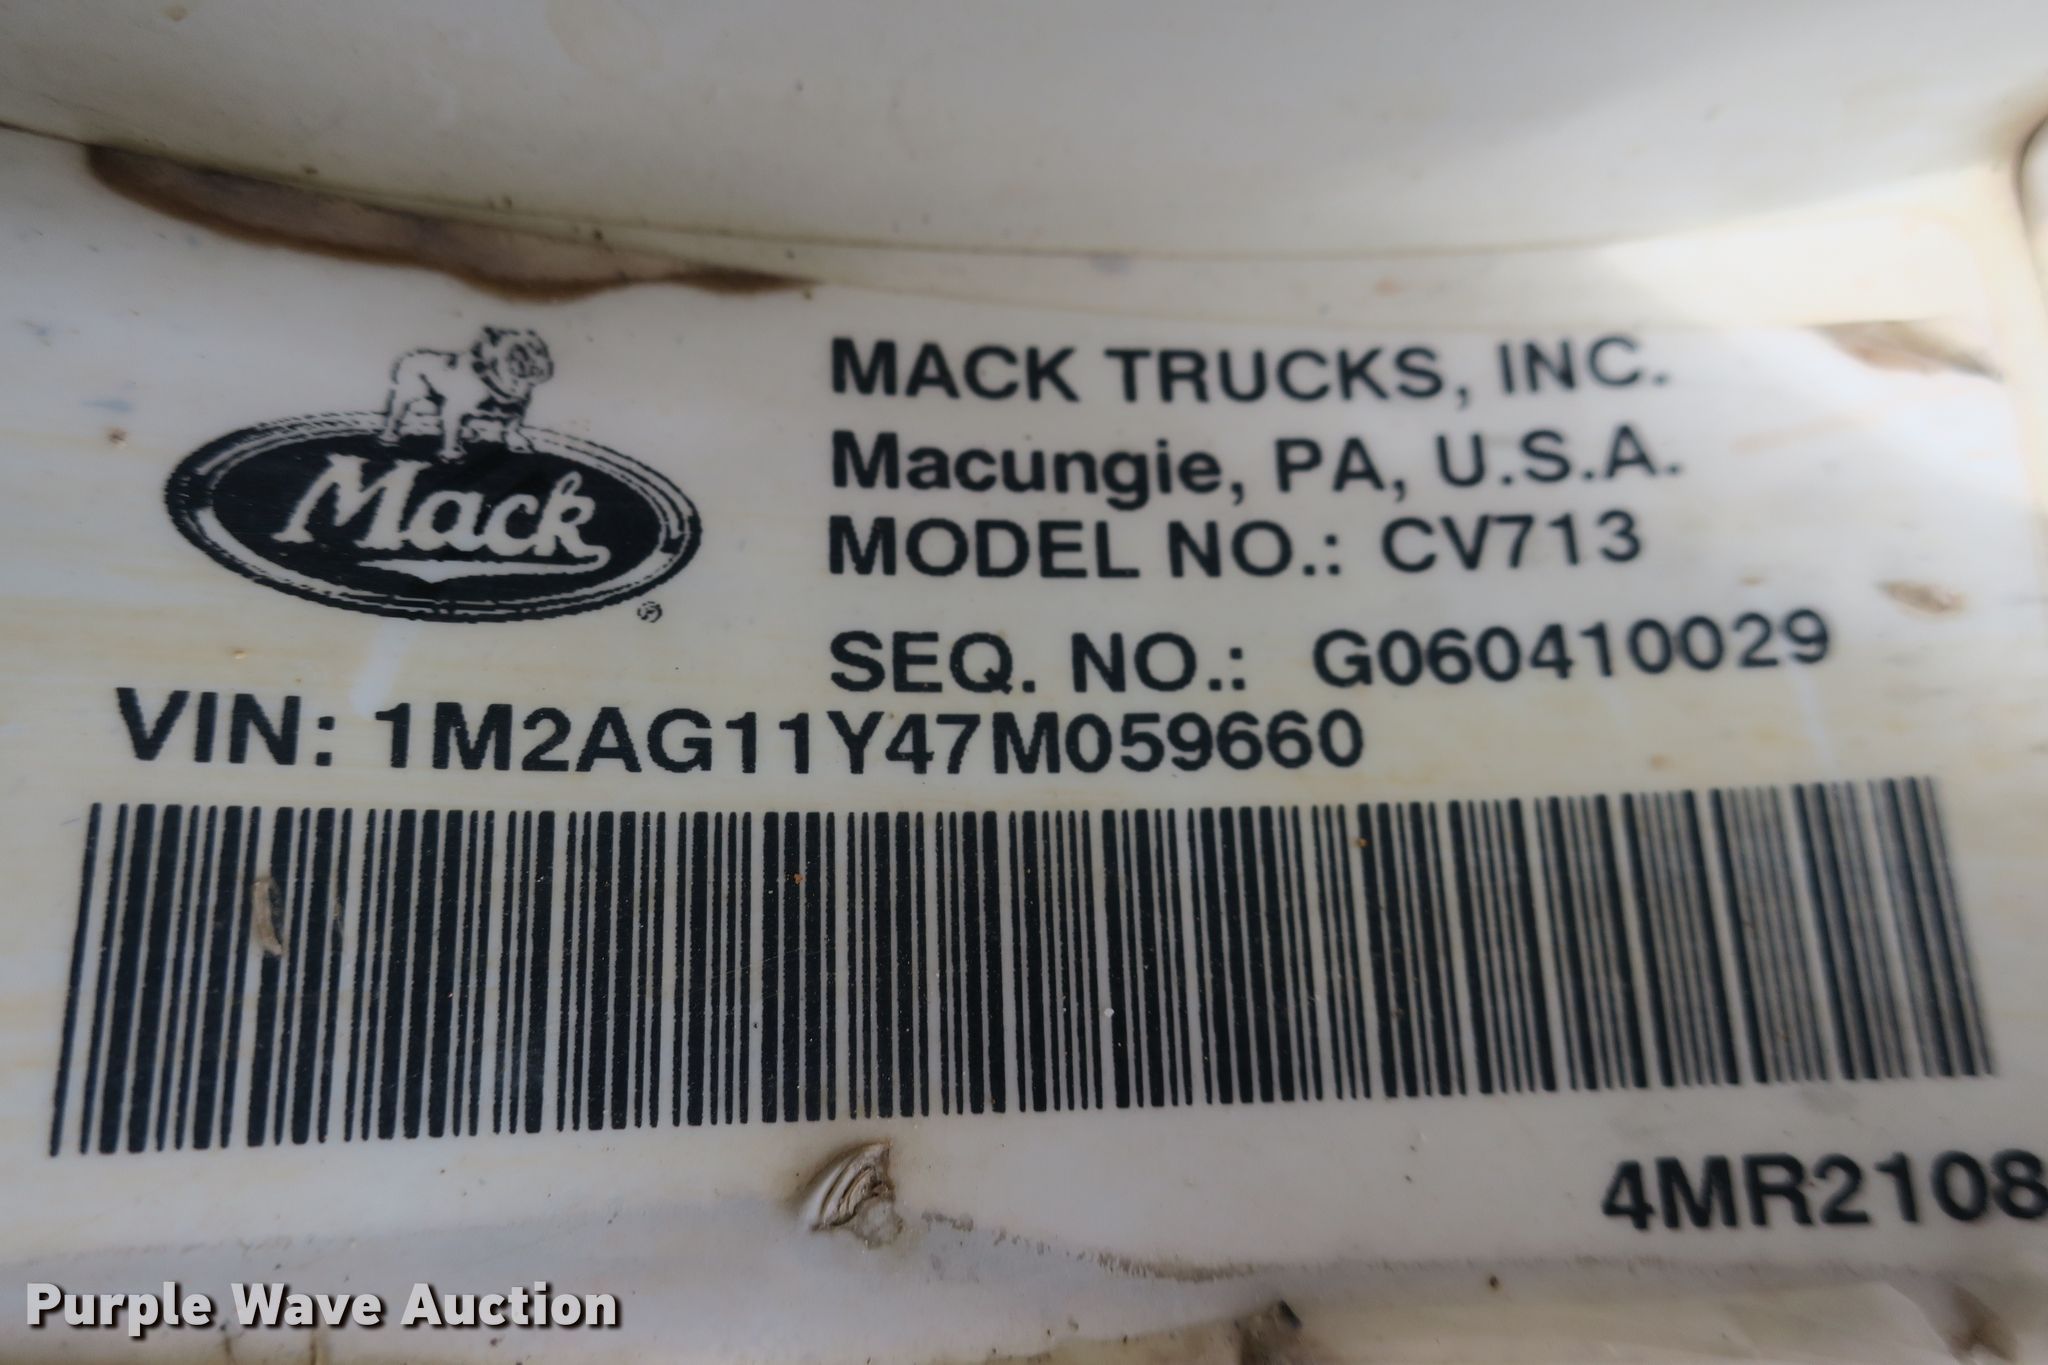 Mack
®
MACK TRUCKS, INC.
Macungie, PA, U.S.A.
MODEL NO.: CV713
SEQ. NO.: G060410029
VIN: 1M2AG11Y47M059660
4MR2108
Purple Wave Auction